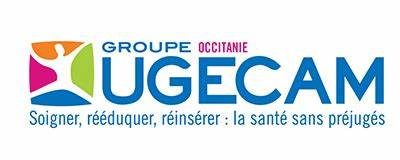 GROUPE OCCITANIE
UGECAM
Soigner, rééduquer, réinsérer : la santé sans préjugés